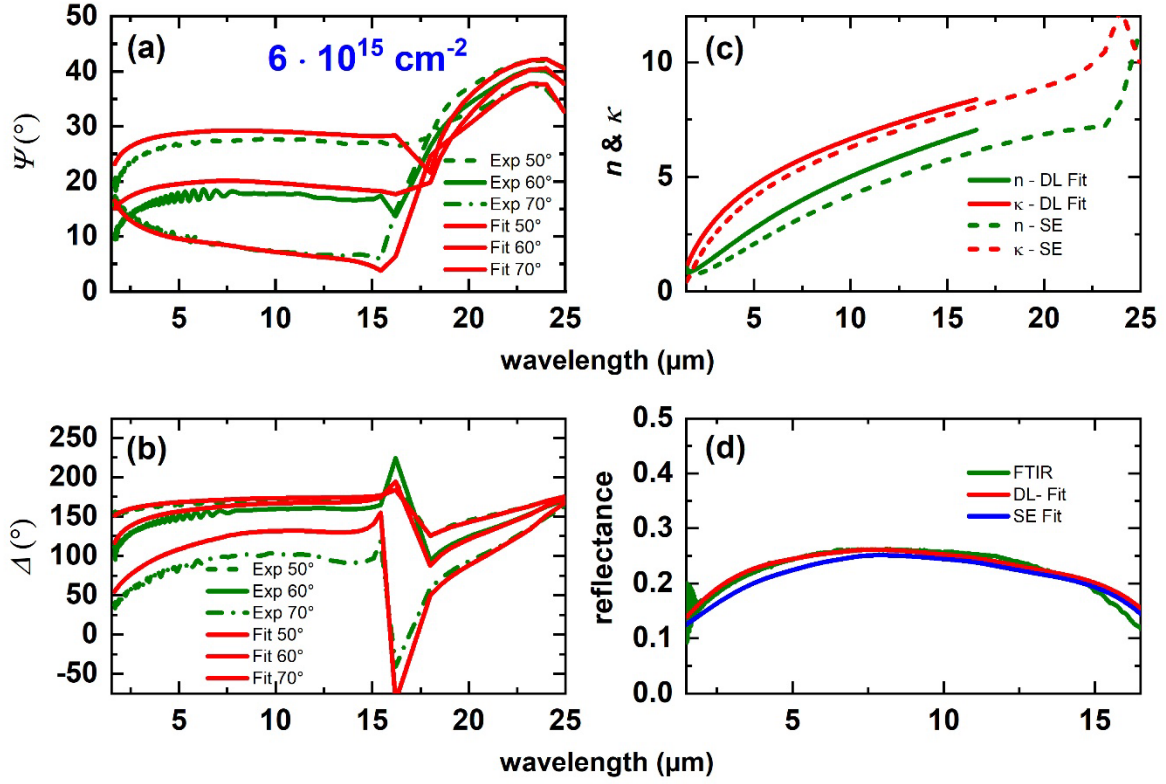 (a)
6 · 10¹⁵ cm⁻²
50
40
30
20
10
0
Ψ (°)
Exp 50°
Exp 60°
Exp 70°
Fit 50°
Fit 60°
Fit 70°
5 10 15 20 25
(c)
10
5
0
n & κ
n - DL Fit
κ - DL Fit
n - SE
κ - SE
5 10 15 20 25
wavelength (µm)
(b)
250
200
150
100
50
0
-50
Δ (°)
Exp 50°
Exp 60°
Exp 70°
Fit 50°
Fit 60°
Fit 70°
5 10 15 20 25
(d)
0.5
0.4
0.3
0.2
0.1
0.0
reflectance
FTIR
DL- Fit
SE Fit
5 10 15
wavelength (µm)